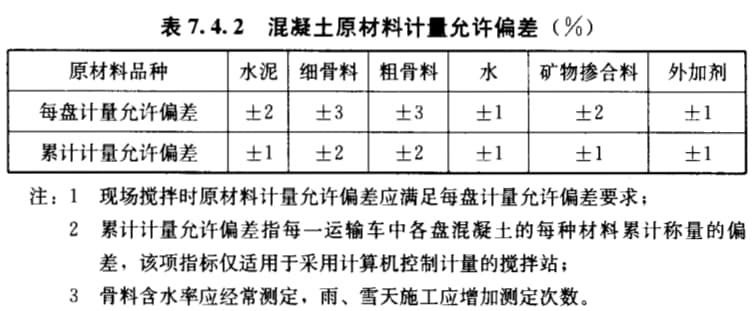 表 7.4.2 混凝土原材料计量允许偏差（%）
原材料品种 水泥 细骨料 粗骨料 水 矿物掺合料 外加剂
每盘计量允许偏差 ±2 ±3 ±3 ±1 ±2 ±1
累计计量允许偏差 ±1 ±2 ±2 ±1 ±1 ±1
注：1 现场搅拌时原材料计量允许偏差应满足每盘计量允许偏差要求；
2 累计计量允许偏差指每一运输车中各盘混凝土的每种材料累计称量的偏
差，该项指标仅适用于采用计算机控制计量的搅拌站；
3 骨料含水率应经常测定，雨、雪天施工应增加测定次数。